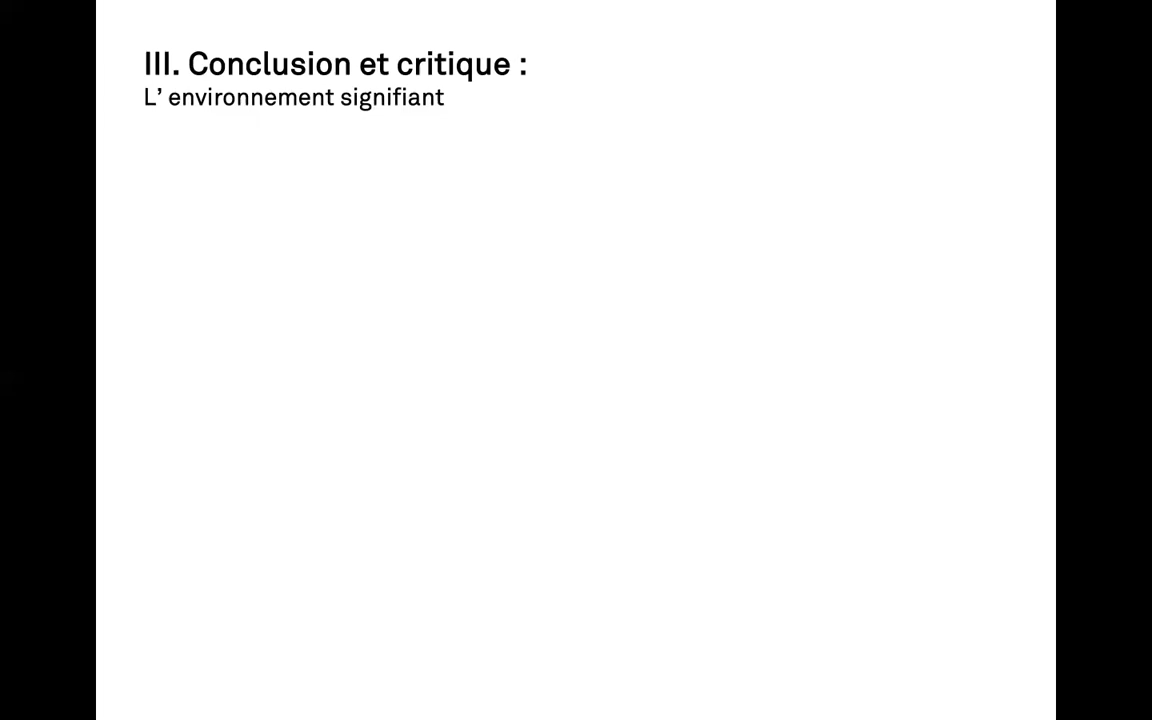 III. Conclusion et critique :
L’ environnement signifiant